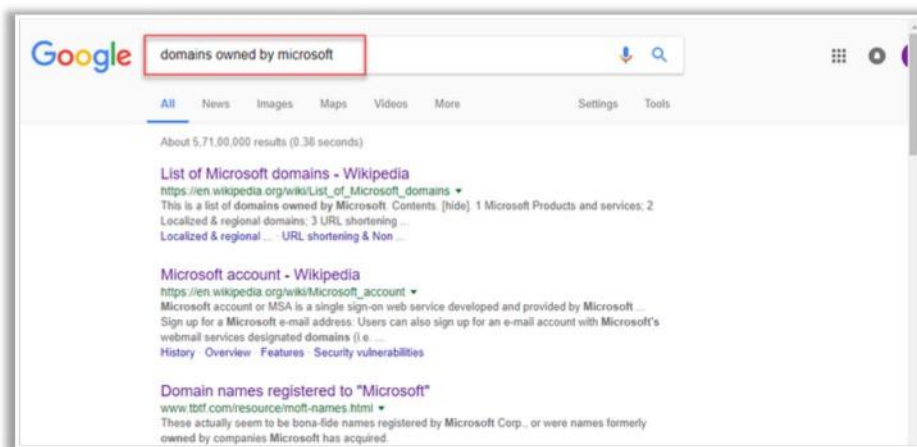 Google domains owned by microsoft
All News Images Maps Videos More Settings Tools
About 5,71,00,000 results (0.38 seconds)
List of Microsoft domains - Wikipedia
https://en.wikipedia.org/wiki/List_of_Microsoft_domains
This is a list of domains owned by Microsoft. Contents. [hide]. 1 Microsoft Products and services; 2
Localized & regional domains; 3 URL shortening ...
Localized & regional ... · URL shortening & Non ...
Microsoft account - Wikipedia
https://en.wikipedia.org/wiki/Microsoft_account
Microsoft account or MSA is a single sign-on web service developed and provided by Microsoft ...
Sign up for a Microsoft e-mail address: Users can also sign up for an e-mail account with Microsoft's
webmail services designated domains (i.e. ...
History · Overview · Features · Security vulnerabilities
Domain names registered to "Microsoft"
www.tbtf.com/resource/moft-names.html
These actually seem to be bona-fide names registered by Microsoft Corp., or were names formerly
owned by companies Microsoft has acquired.